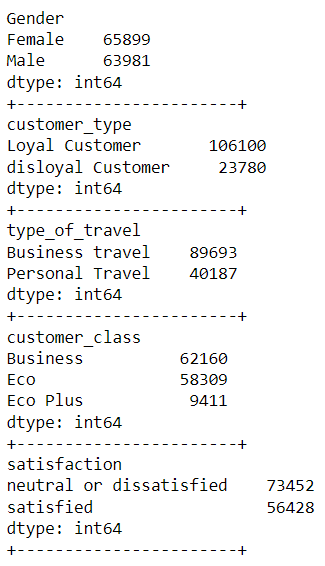 Gender
Female    65899
Male      63981
dtype: int64
+-----------------------+
customer_type
Loyal Customer       106100
disloyal Customer     23780
dtype: int64
+-----------------------+
type_of_travel
Business travel    89693
Personal Travel    40187
dtype: int64
+-----------------------+
customer_class
Business          62160
Eco               58309
Eco Plus           9411
dtype: int64
+-----------------------+
satisfaction
neutral or dissatisfied    73452
satisfied                  56428
dtype: int64
+-----------------------+